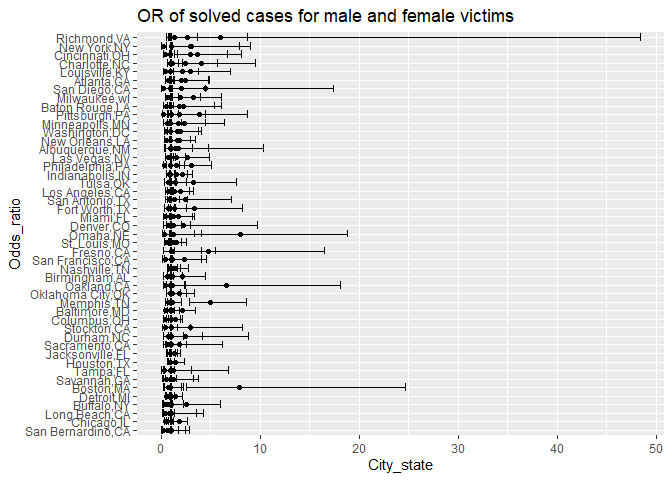 OR of solved cases for male and female victims
Odds_ratio
Richmond,VA
New York,NY
Cincinnati,OH
Charlotte,NC
Louisville,KY
Atlanta,GA
San Diego,CA
Milwaukee,wI
Baton Rouge,LA
Pittsburgh,PA
Minneapolis,MN
Washington,DC
New Orleans,LA
Albuquerque,NM
Las Vegas,NV
Philadelphia,PA
Indianapolis,IN
Tulsa,OK
Los Angeles,CA
San Antonio,TX
Fort Worth,TX
Miami,FL
Denver,CO
Omaha,NE
St. Louis,MO
Fresno,CA
San Francisco,CA
Nashville,TN
Birmingham,AL
Oakland,CA
Oklahoma City,OK
Memphis,TN
Baltimore,MD
Columbus,OH
Stockton,CA
Durham,NC
Sacramento,CA
Jacksonville,FL
Houston,TX
Tampa,FL
Savannah,GA
Boston,MA
Detroit,MI
Buffalo,NY
Long Beach,CA
Chicago,IL
San Bernardino,CA
0 10 20 30 40 50
City_state